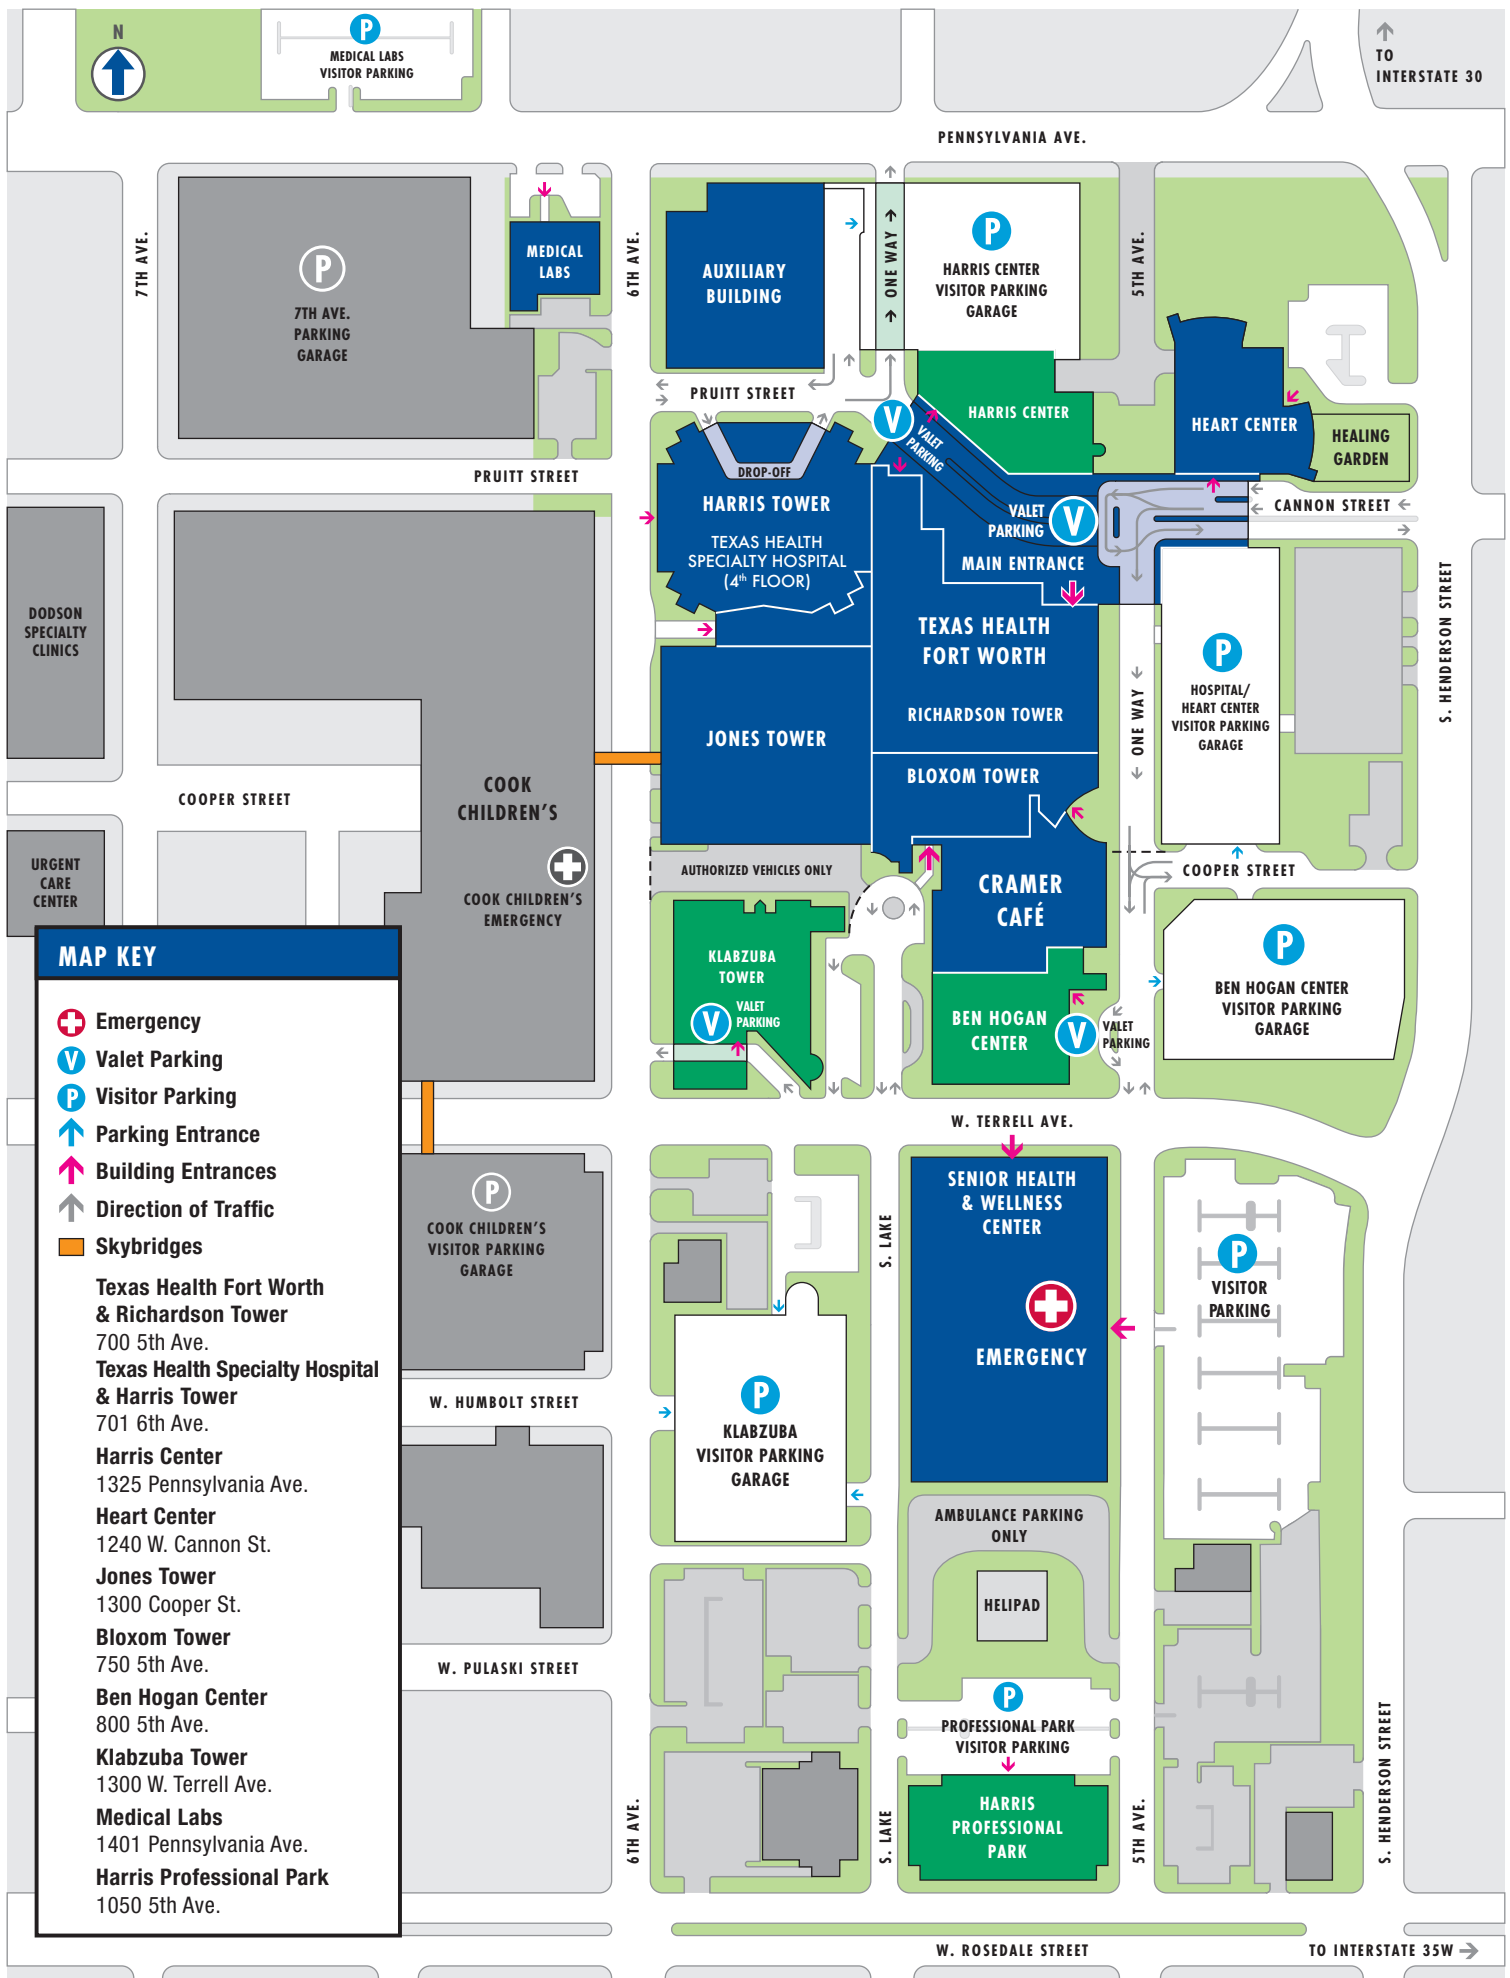 N
P
MEDICAL LABS
VISITOR PARKING
TO
INTERSTATE 30
PENNSYLVANIA AVE.
7TH AVE.
P
7TH AVE.
PARKING
GARAGE
MEDICAL
LABS
6TH AVE.
AUXILIARY
BUILDING
ONE WAY
P
HARRIS CENTER
VISITOR PARKING
GARAGE
5TH AVE.
PRUITT STREET
V
VALET
PARKING
HARRIS CENTER
HEART CENTER
HEALING
GARDEN
PRUITT STREET
DROP-OFF
HARRIS TOWER
TEXAS HEALTH
SPECIALTY HOSPITAL
(4th FLOOR)
VALET
PARKING
V
CANNON STREET
MAIN ENTRANCE
DODSON
SPECIALTY
CLINICS
TEXAS HEALTH
FORT WORTH
RICHARDSON TOWER
ONE WAY
P
HOSPITAL/
HEART CENTER
VISITOR PARKING
GARAGE
S. HENDERSON STREET
JONES TOWER
BLOXOM TOWER
COOPER STREET
COOK
CHILDREN'S
COOK CHILDREN'S
EMERGENCY
URGENT
CARE
CENTER
AUTHORIZED VEHICLES ONLY
CRAMER
CAFÉ
COOPER STREET
KLABZUBA
TOWER
V
VALET
PARKING
BEN HOGAN
CENTER
V
VALET
PARKING
P
BEN HOGAN CENTER
VISITOR PARKING
GARAGE
W. TERRELL AVE.
MAP KEY
Emergency
V Valet Parking
P Visitor Parking
Parking Entrance
Building Entrances
Direction of Traffic
Skybridges
Texas Health Fort Worth
& Richardson Tower
700 5th Ave.
Texas Health Specialty Hospital
& Harris Tower
701 6th Ave.
Harris Center
1325 Pennsylvania Ave.
Heart Center
1240 W. Cannon St.
Jones Tower
1300 Cooper St.
Bloxom Tower
750 5th Ave.
Ben Hogan Center
800 5th Ave.
Klabzuba Tower
1300 W. Terrell Ave.
Medical Labs
1401 Pennsylvania Ave.
Harris Professional Park
1050 5th Ave.
P
COOK CHILDREN'S
VISITOR PARKING
GARAGE
S. LAKE
SENIOR HEALTH
& WELLNESS
CENTER
EMERGENCY
P
VISITOR
PARKING
W. HUMBOLT STREET
P
KLABZUBA
VISITOR PARKING
GARAGE
AMBULANCE PARKING
ONLY
HELIPAD
W. PULASKI STREET
P
PROFESSIONAL PARK
VISITOR PARKING
6TH AVE.
S. LAKE
HARRIS
PROFESSIONAL
PARK
5TH AVE.
S. HENDERSON STREET
W. ROSEDALE STREET
TO INTERSTATE 35W